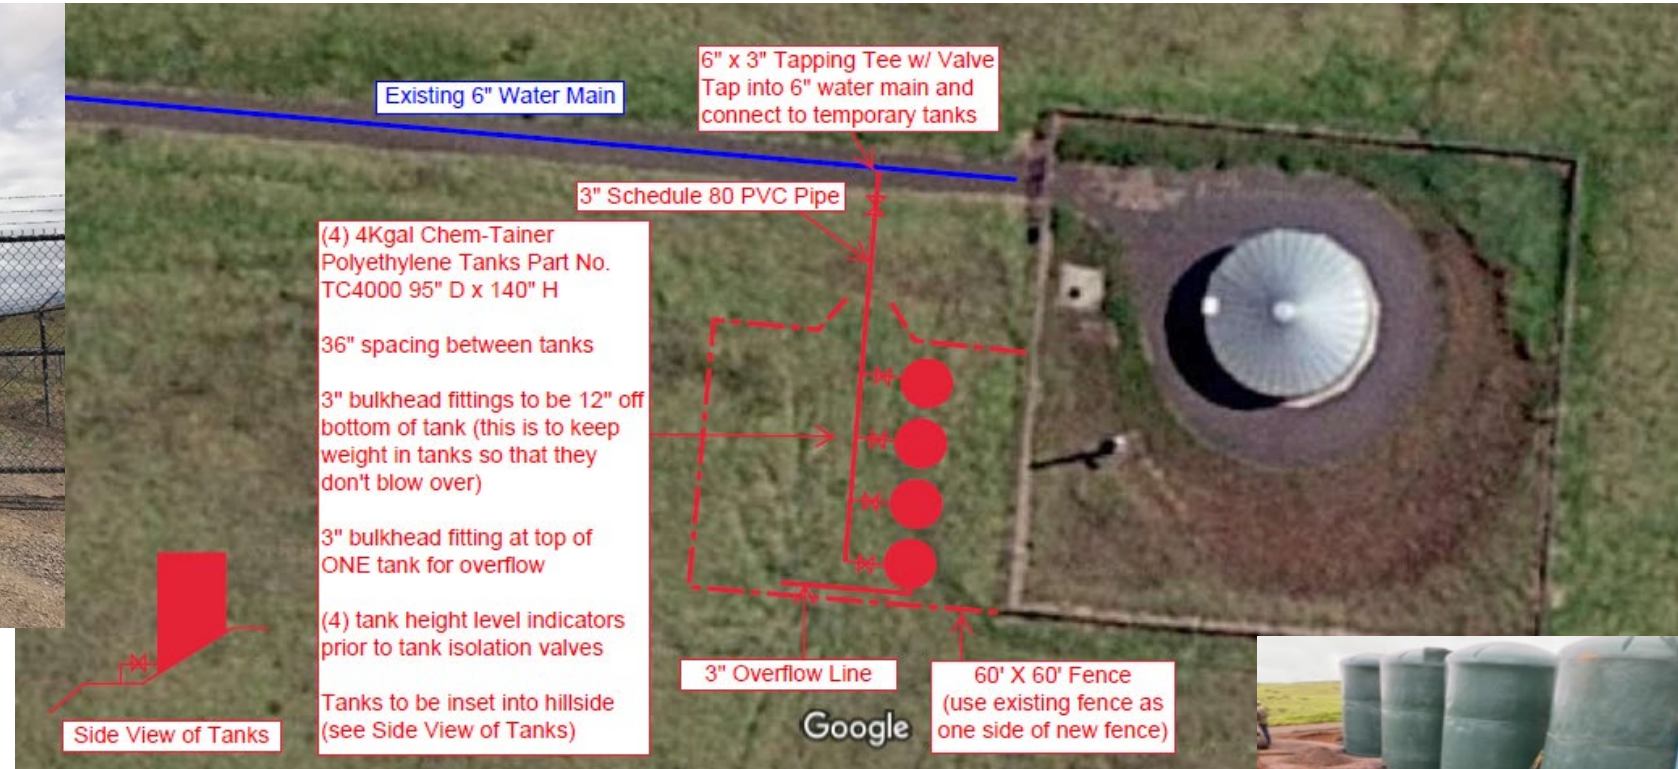 Existing 6" Water Main
6" x 3" Tapping Tee w/ Valve
Tap into 6" water main and
connect to temporary tanks
3" Schedule 80 PVC Pipe
(4) 4Kgal Chem-Tainer
Polyethylene Tanks Part No.
TC4000 95" D x 140" H
36" spacing between tanks
3" bulkhead fittings to be 12" off
bottom of tank (this is to keep
weight in tanks so that they
don't blow over)
3" bulkhead fitting at top of
ONE tank for overflow
(4) tank height level indicators
prior to tank isolation valves
Tanks to be inset into hillside
(see Side View of Tanks)
Side View of Tanks
3" Overflow Line
60' X 60' Fence
(use existing fence as
one side of new fence)
Google